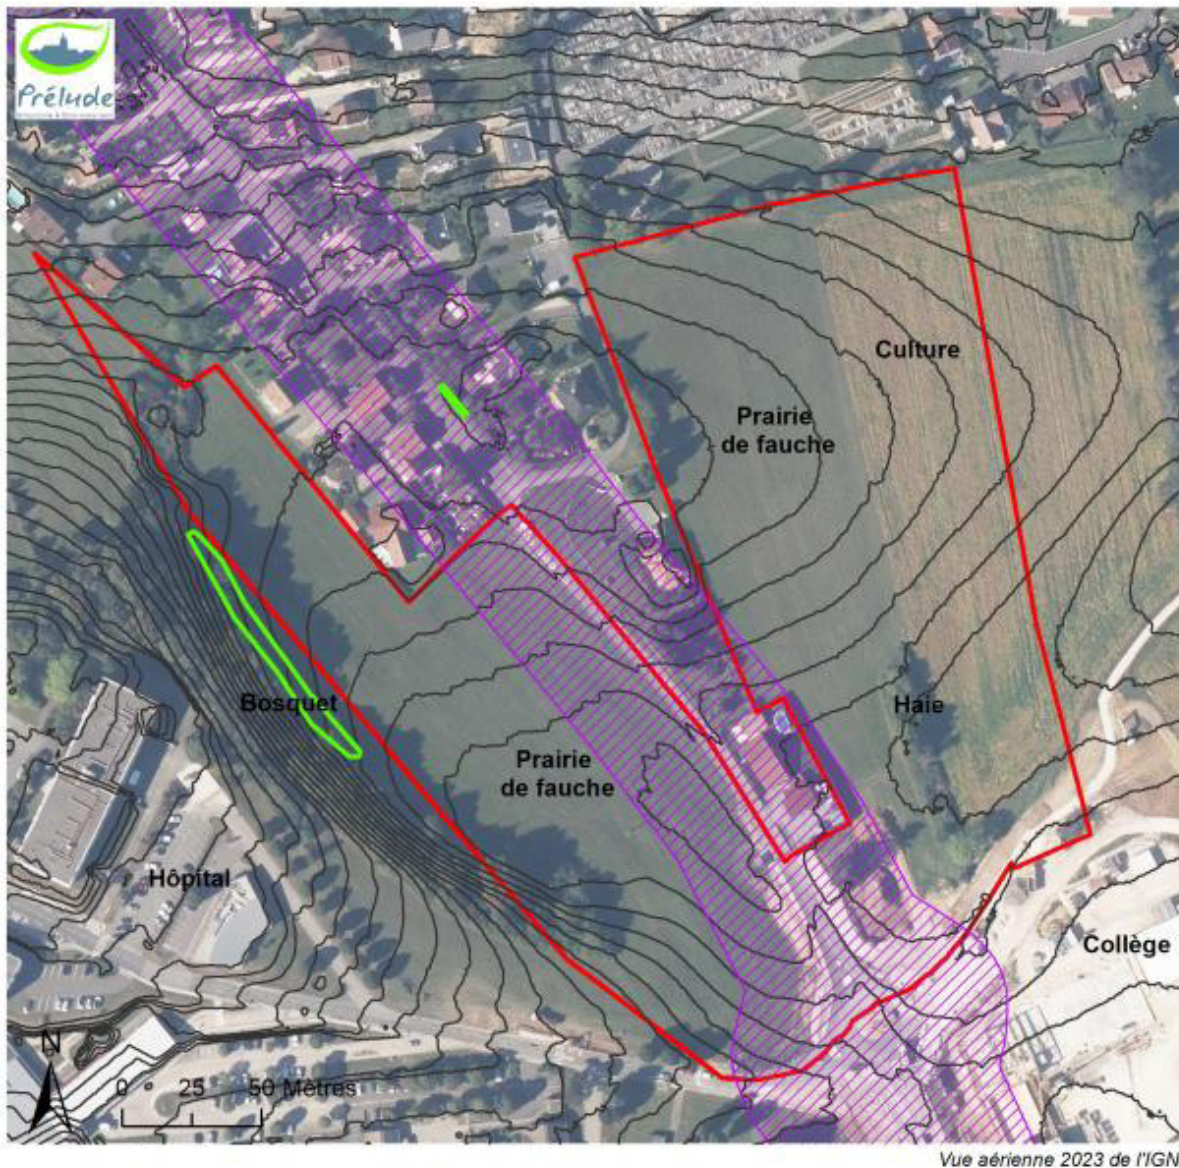 Prélude
Culture
Prairie
de fauche
Haie
Bosquet
Prairie
de fauche
Hôpital
Collège
N
0 25 50 Mètres
Vue aérienne 2023 de l'IGN